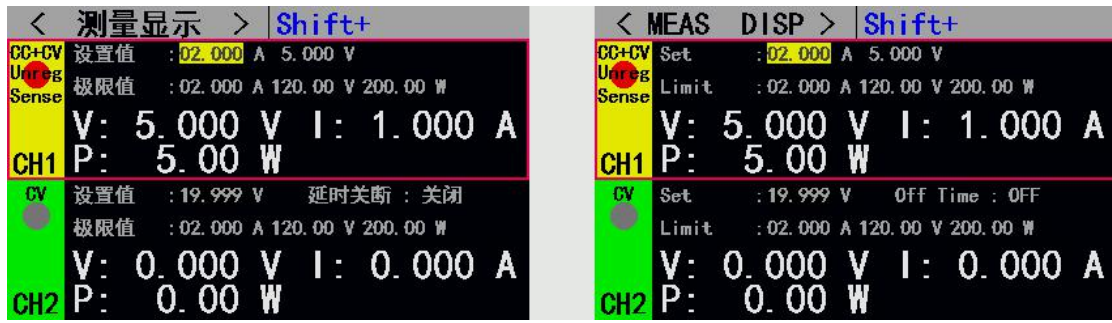 < 测量显示 > Shift+
CC+CV 设置值 :02.000 A 5.000 V
Unreg
极限值 :02.000 A 120.00 V 200.00 W
Sense
V: 5.000 V I: 1.000 A
CH1 P: 5.00 W
CV 设置值 :19.999 V 延时关断 : 关闭
极限值 :02.000 A 120.00 V 200.00 W
V: 0.000 V I: 0.000 A
CH2 P: 0.00 W
< MEAS DISP > Shift+
CC+CV Set :02.000 A 5.000 V
Unreg
Limit :02.000 A 120.00 V 200.00 W
Sense
V: 5.000 V I: 1.000 A
CH1 P: 5.00 W
CV Set :19.999 V Off Time : OFF
Limit :02.000 A 120.00 V 200.00 W
V: 0.000 V I: 0.000 A
CH2 P: 0.00 W